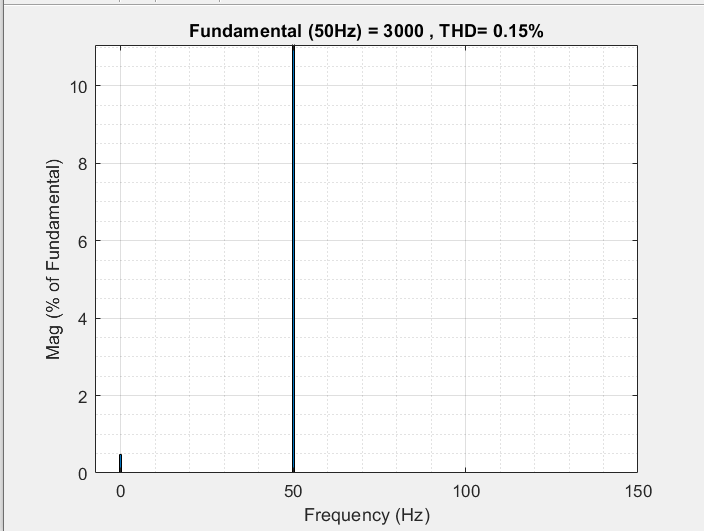 Fundamental (50Hz) = 3000 , THD= 0.15%
10
8
6
4
2
0
Mag (% of Fundamental)
0 50 100 150
Frequency (Hz)